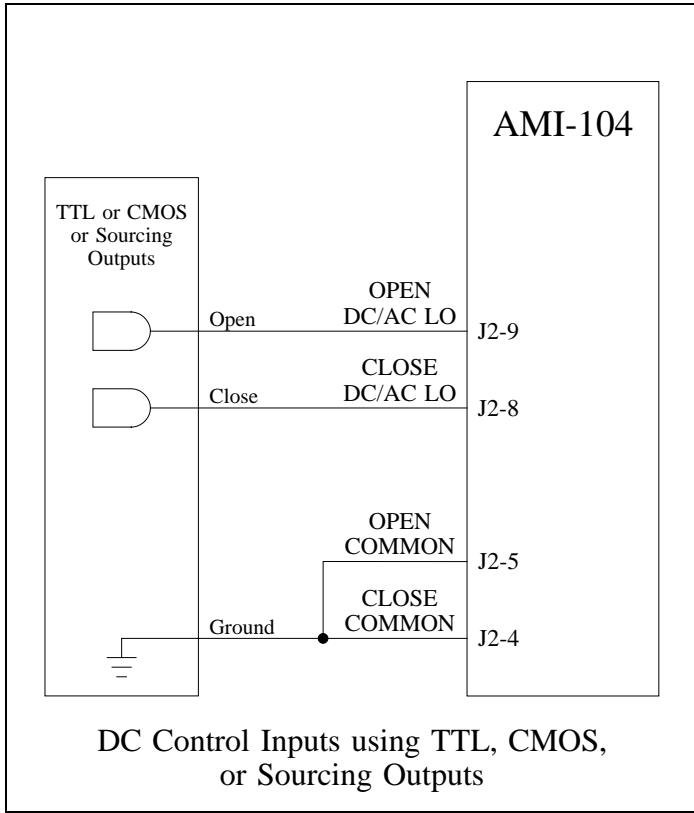 AMI-104
TTL or CMOS
or Sourcing
Outputs
OPEN
Open
DC/AC LO
J2-9
CLOSE
Close
DC/AC LO
J2-8
OPEN
COMMON
J2-5
CLOSE
Ground
COMMON
J2-4
DC Control Inputs using TTL, CMOS,
or Sourcing Outputs